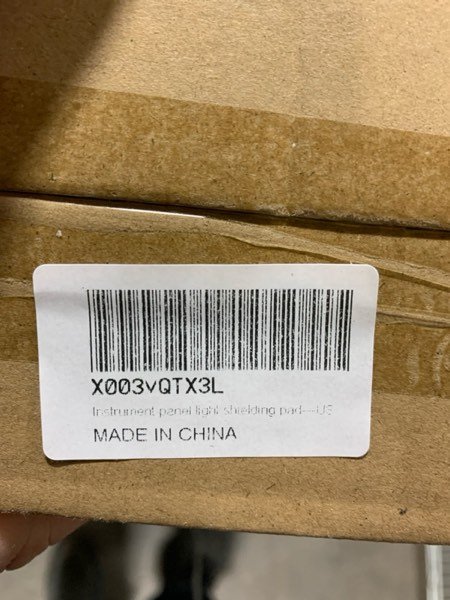 X003vQTX3L
Instrument panel light shielding pad---US
MADE IN CHINA